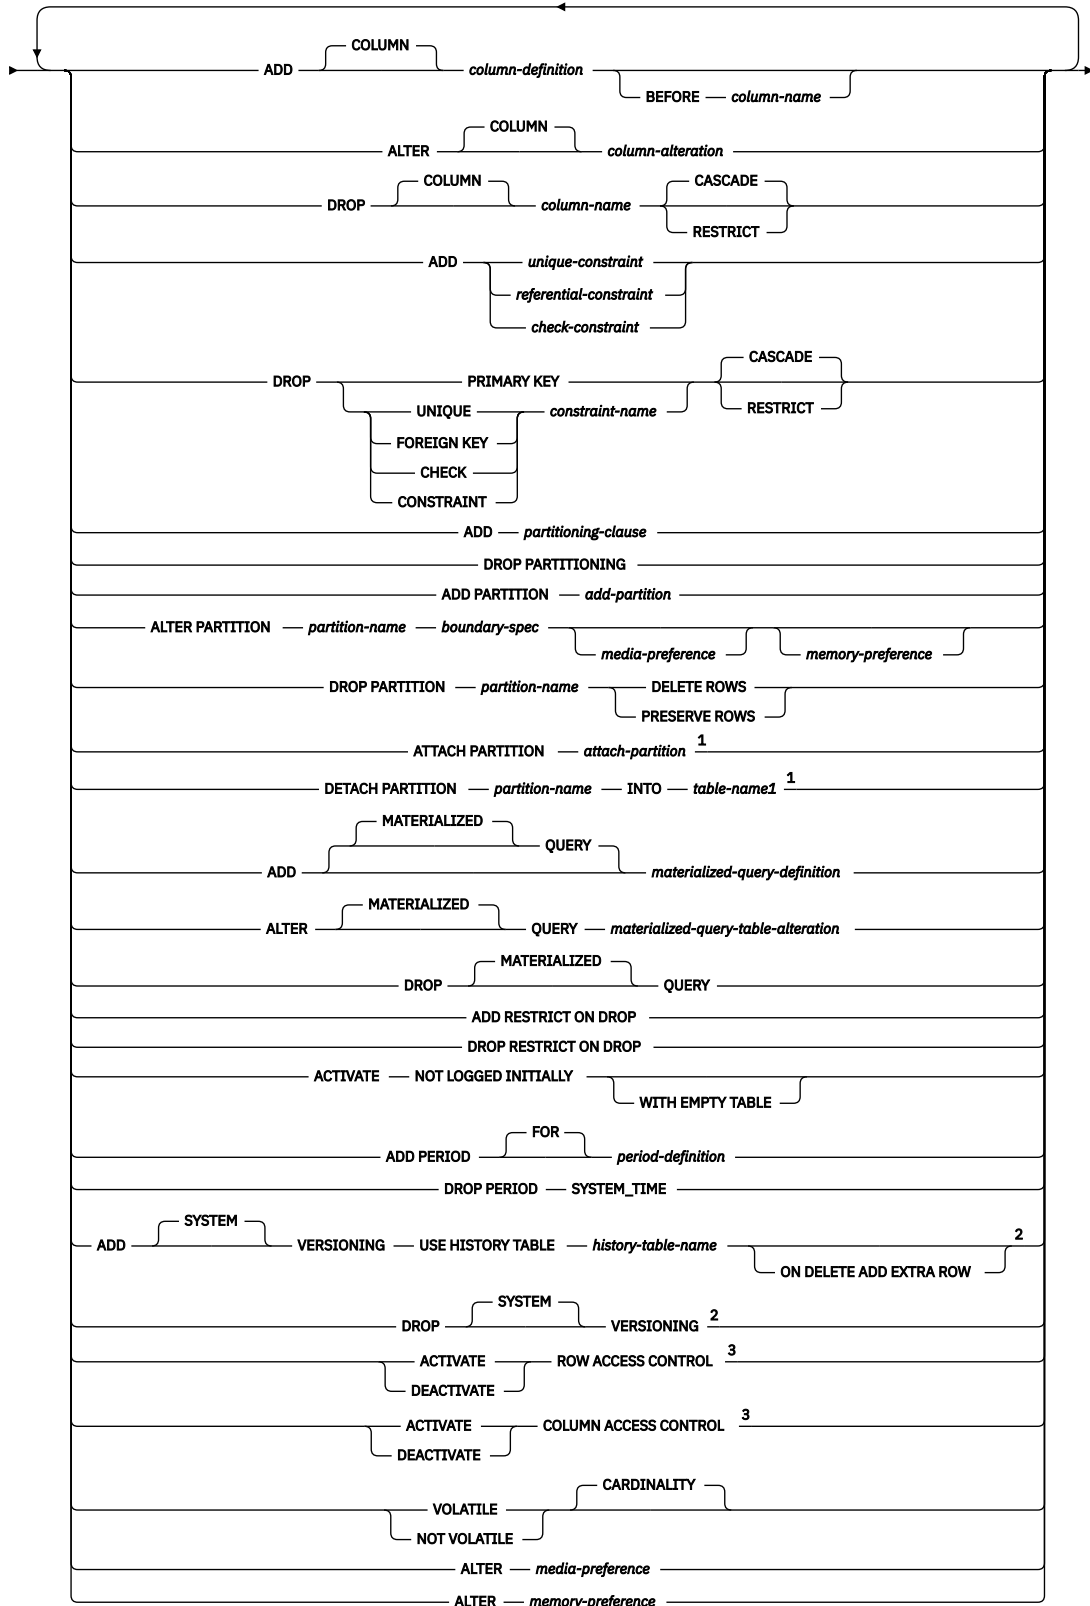 COLUMN
ADD column-definition
BEFORE column-name
COLUMN
ALTER column-alteration
COLUMN CASCADE
DROP column-name
RESTRICT
ADD unique-constraint
referential-constraint
check-constraint
CASCADE
DROP PRIMARY KEY
UNIQUE constraint-name RESTRICT
FOREIGN KEY
CHECK
CONSTRAINT
ADD partitioning-clause
DROP PARTITIONING
ADD PARTITION add-partition
ALTER PARTITION partition-name boundary-spec
media-preference memory-preference
DROP PARTITION partition-name DELETE ROWS
PRESERVE ROWS
ATTACH PARTITION attach-partition 1
DETACH PARTITION partition-name INTO table-name1 1
MATERIALIZED
QUERY
ADD materialized-query-definition
MATERIALIZED
ALTER QUERY materialized-query-table-alteration
MATERIALIZED
DROP QUERY
ADD RESTRICT ON DROP
DROP RESTRICT ON DROP
ACTIVATE NOT LOGGED INITIALLY
WITH EMPTY TABLE
FOR
ADD PERIOD period-definition
DROP PERIOD SYSTEM_TIME
SYSTEM
ADD VERSIONING USE HISTORY TABLE history-table-name 2
ON DELETE ADD EXTRA ROW
SYSTEM
DROP VERSIONING 2
ACTIVATE ROW ACCESS CONTROL 3
DEACTIVATE
ACTIVATE COLUMN ACCESS CONTROL 3
DEACTIVATE
CARDINALITY
VOLATILE
NOT VOLATILE
ALTER media-preference
ALTER memory-preference